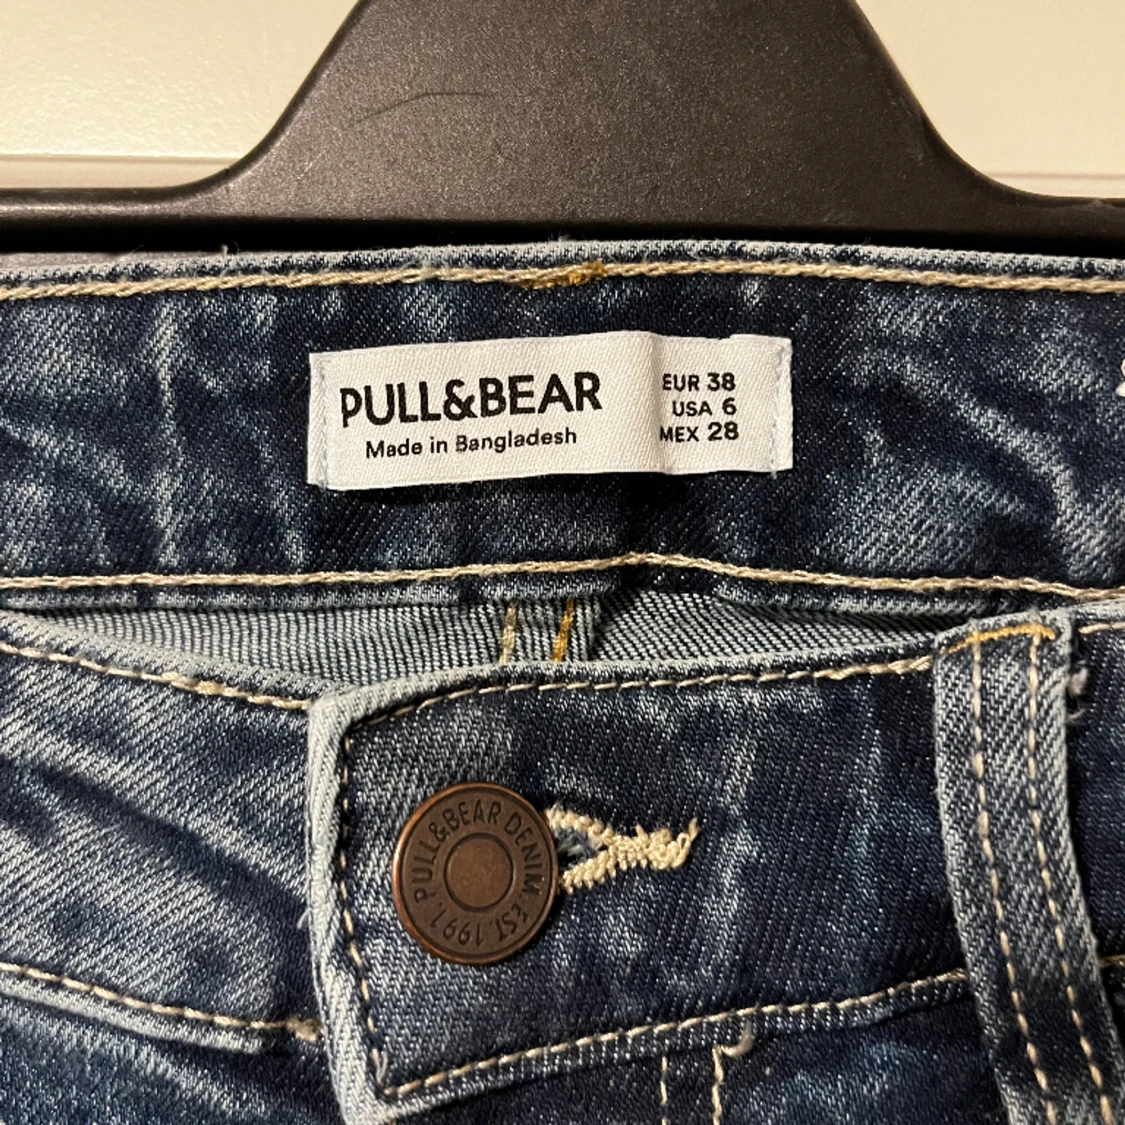 PULL&BEAR
Made in Bangladesh
EUR 38
USA 6
MEX 28
PULL&BEAR DENIM. EST. 1991.